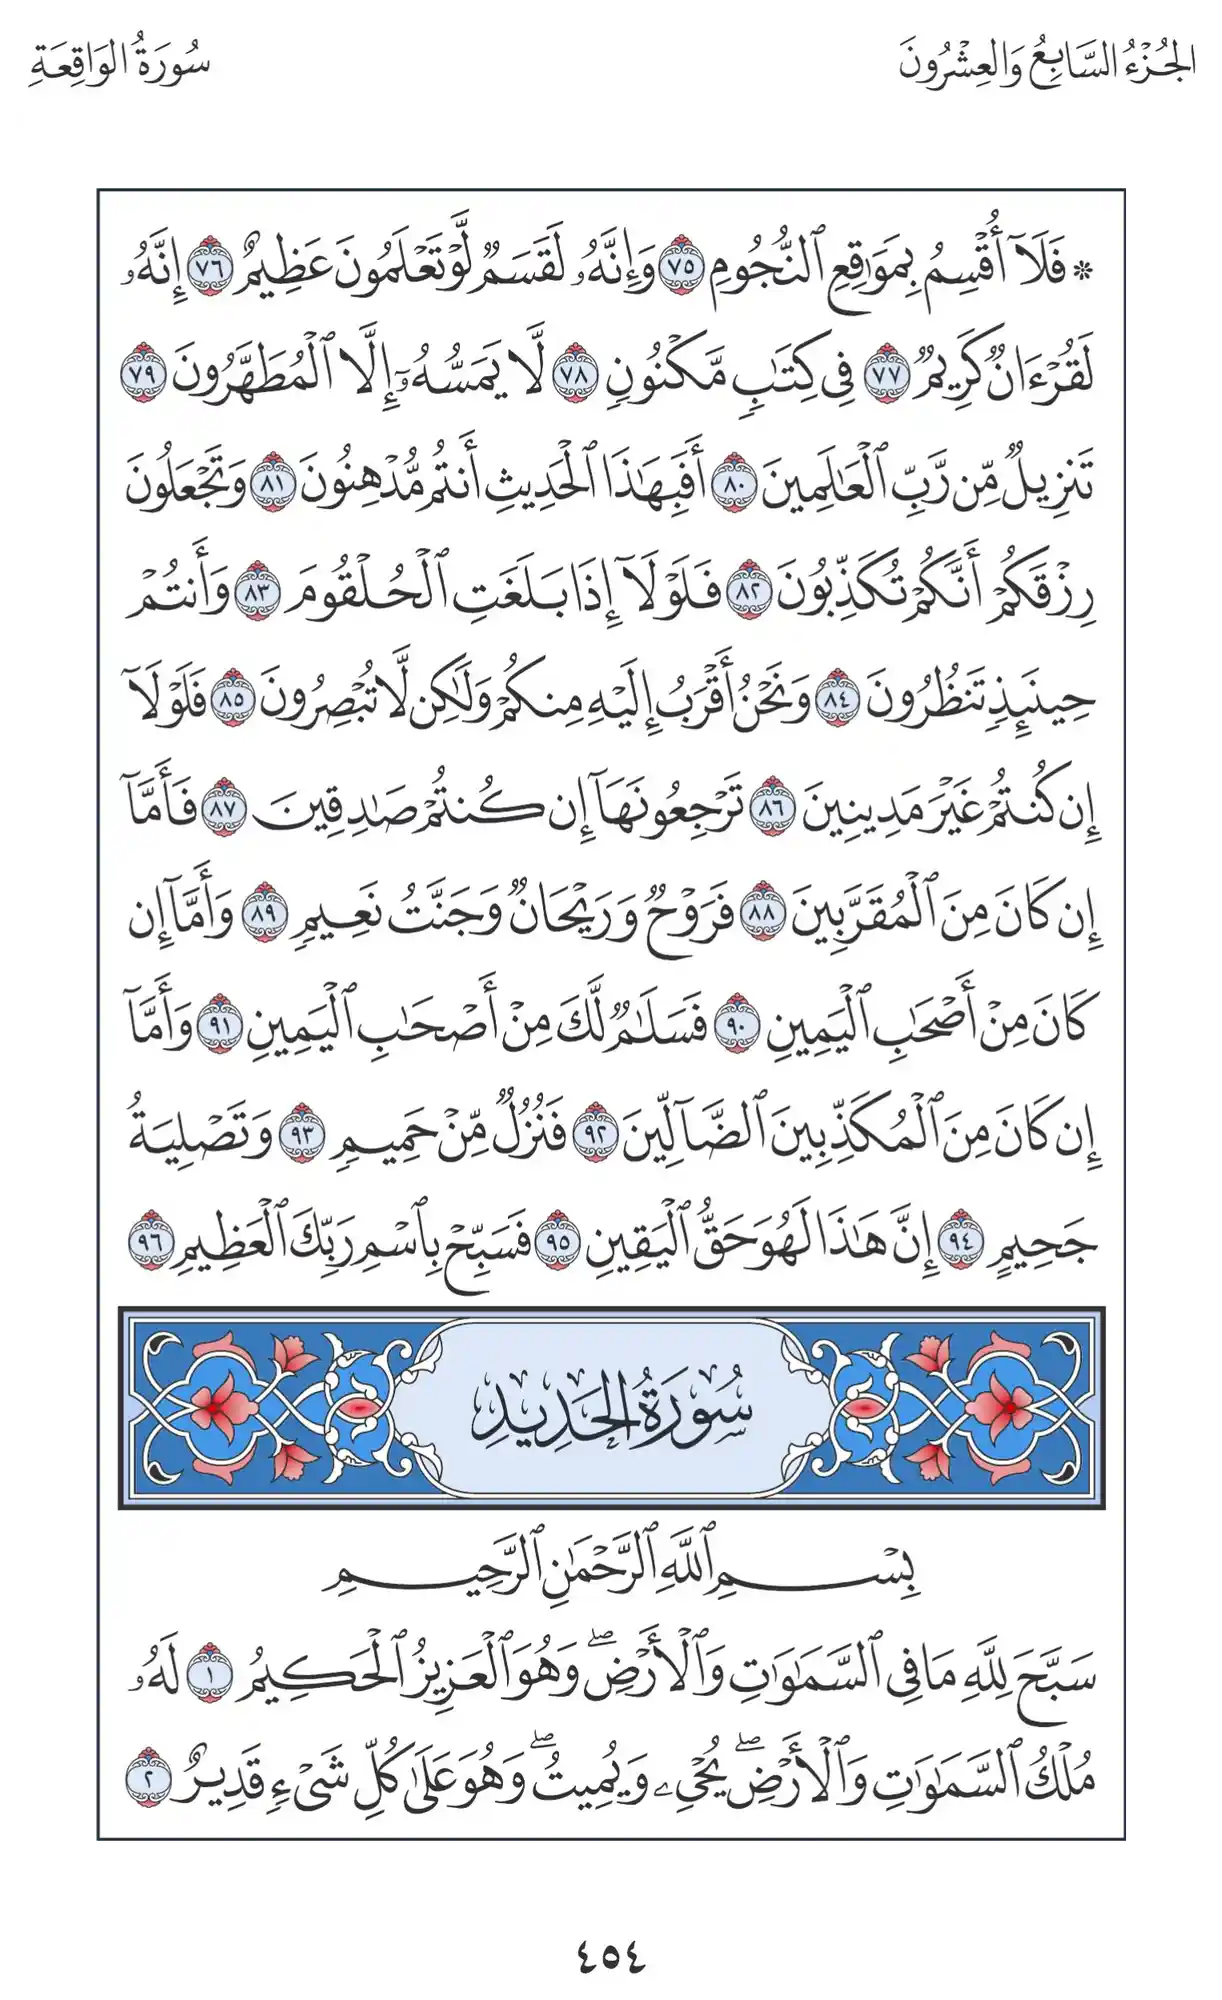 الجُزْءُ السَّابِعُ وَالعِشْرُونَ
سُورَةُ الوَاقِعَةِ
* فَلَآ أُقْسِمُ بِمَوَٰقِعِ ٱلنُّجُومِ ٧٥ وَإِنَّهُۥ لَقَسَمٌ لَّوْ تَعْلَمُونَ عَظِيمٌ ٧٦ إِنَّهُۥ
لَقُرْءَانٌ كَرِيمٌ ٧٧ فِى كِتَٰبٍ مَّكْنُونٍ ٧٨ لَّا يَمَسُّهُۥٓ إِلَّا ٱلْمُطَهَّرُونَ ٧٩
تَنزِيلٌ مِّن رَّبِّ ٱلْعَٰلَمِينَ ٨٠ أَفَبِهَٰذَا ٱلْحَدِيثِ أَنتُم مُّدْهِنُونَ ٨١ وَتَجْعَلُونَ
رِزْقَكُمْ أَنَّكُمْ تُكَذِّبُونَ ٨٢ فَلَوْلَآ إِذَا بَلَغَتِ ٱلْحُلْقُومَ ٨٣ وَأَنتُمْ
حِينَئِذٍ تَنظُرُونَ ٨٤ وَنَحْنُ أَقْرَبُ إِلَيْهِ مِنكُمْ وَلَٰكِن لَّا تُبْصِرُونَ ٨٥ فَلَوْلَآ
إِن كُنتُمْ غَيْرَ مَدِينِينَ ٨٦ تَرْجِعُونَهَآ إِن كُنتُمْ صَٰدِقِينَ ٨٧ فَأَمَّآ
إِن كَانَ مِنَ ٱلْمُقَرَّبِينَ ٨٨ فَرَوْحٌ وَرَيْحَانٌ وَجَنَّتُ نَعِيمٍ ٨٩ وَأَمَّآ إِن
كَانَ مِنْ أَصْحَٰبِ ٱلْيَمِينِ ٩٠ فَسَلَٰمٌ لَّكَ مِنْ أَصْحَٰبِ ٱلْيَمِينِ ٩١ وَأَمَّآ
إِن كَانَ مِنَ ٱلْمُكَذِّبِينَ ٱلضَّآلِّينَ ٩٢ فَنُزُلٌ مِّنْ حَمِيمٍ ٩٣ وَتَصْلِيَةُ
جَحِيمٍ ٩٤ إِنَّ هَٰذَا لَهُوَ حَقُّ ٱلْيَقِينِ ٩٥ فَسَبِّحْ بِٱسْمِ رَبِّكَ ٱلْعَظِيمِ ٩٦
سُورَةُ الحَدِيدِ
بِسْمِ ٱللَّهِ ٱلرَّحْمَٰنِ ٱلرَّحِيمِ
سَبَّحَ لِلَّهِ مَا فِى ٱلسَّمَٰوَٰتِ وَٱلْأَرْضِۖ وَهُوَ ٱلْعَزِيزُ ٱلْحَكِيمُ ١ لَهُۥ
مُلْكُ ٱلسَّمَٰوَٰتِ وَٱلْأَرْضِۖ يُحْىِۦ وَيُمِيتُۖ وَهُوَ عَلَىٰ كُلِّ شَىْءٍ قَدِيرٌ ٢
٤٥٤